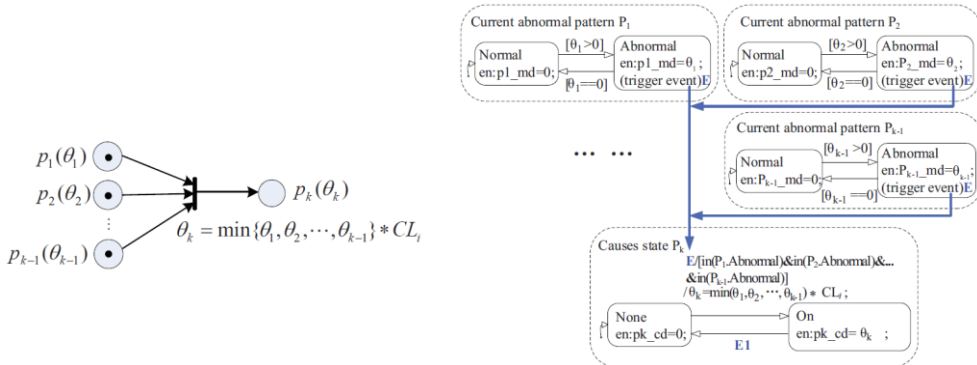 p₁(θ₁)
p₂(θ₂)
⋮
pₖ₋₁(θₖ₋₁)
pₖ(θₖ)
θₖ = min{θ₁, θ₂, ⋯, θₖ₋₁} * CLᵢ
Current abnormal pattern P₁
Normal
en:p1_md=0;
[θ₁>0]
[θ₁==0]
Abnormal
en:p1_md=θ₁;
(trigger event)E
Current abnormal pattern P₂
Normal
en:p2_md=0;
[θ₂>0]
[θ₂==0]
Abnormal
en:P₂_md=θ₂;
(trigger event)E
... ...
Current abnormal pattern Pₖ₋₁
Normal
en:Pₖ₋₁_md=0;
[θₖ₋₁>0]
[θₖ₋₁==0]
Abnormal
en:Pₖ₋₁_md=θₖ₋₁;
(trigger event)E
Causes state Pₖ
E/[in(P₁.Abnormal)&in(P₂.Abnormal)&...
&in(Pₖ₋₁.Abnormal)]
/θₖ=min(θ₁,θ₂,⋯,θₖ₋₁)* CLᵢ;
None
en:pk_cd=0;
E1
On
en:pk_cd= θₖ ;